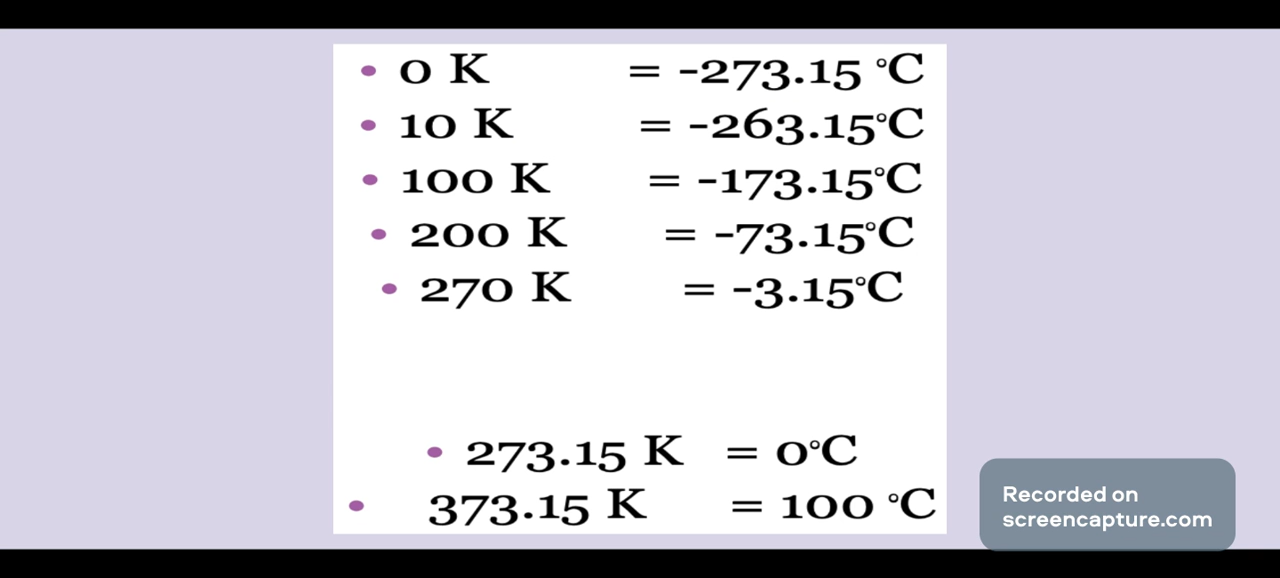 • 0 K = -273.15 °C
• 10 K = -263.15°C
• 100 K = -173.15°C
• 200 K = -73.15°C
• 270 K = -3.15°C
• 273.15 K = 0°C
• 373.15 K = 100 °C
Recorded on
screencapture.com